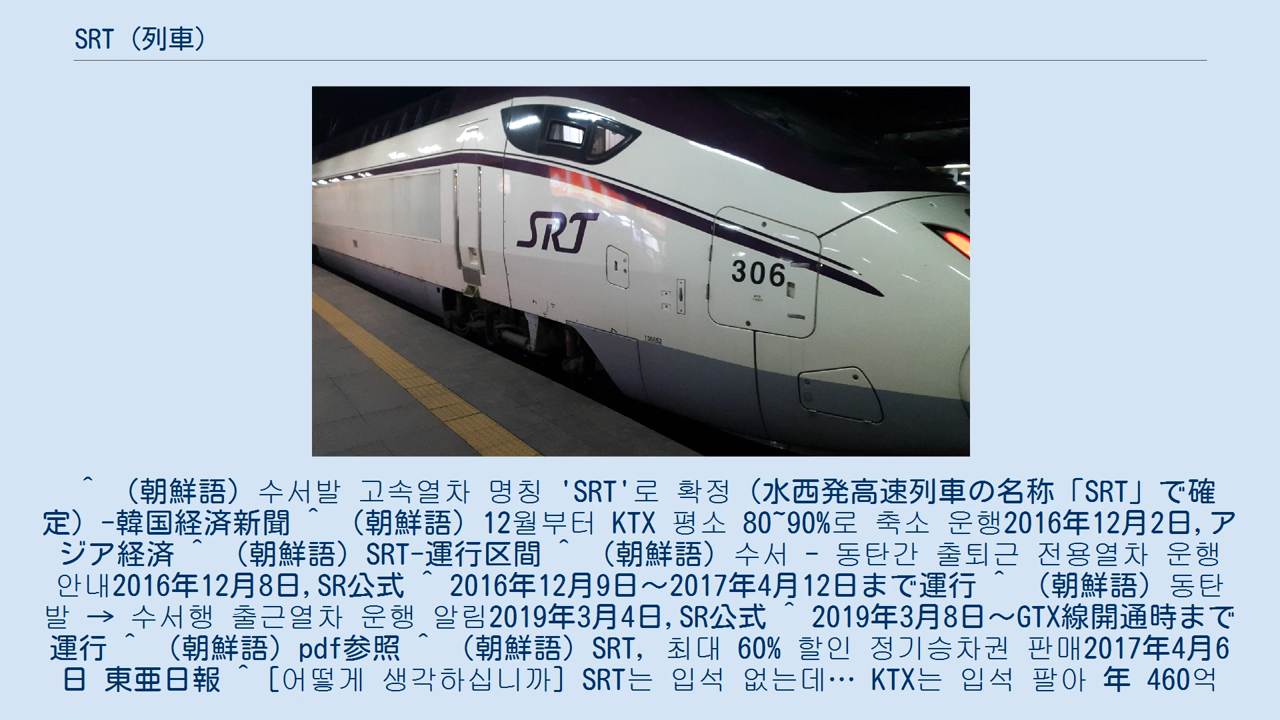 SRT（列車）
SRT
306
^ （朝鮮語）수서발 고속열차 명칭 'SRT'로 확정（水西発高速列車の名称「SRT」で確
定）-韓国経済新聞 ^ （朝鮮語）12월부터 KTX 평소 80~90%로 축소 운행2016年12月2日,ア
ジア経済 ^ （朝鮮語）SRT-運行区間 ^ （朝鮮語）수서 - 동탄간 출퇴근 전용열차 운행
안내2016年12月8日,SR公式 ^ 2016年12月9日～2017年4月12日まで運行 ^ （朝鮮語）동탄
발 → 수서행 출근열차 운행 알림2019年3月4日,SR公式 ^ 2019年3月8日～GTX線開通時まで
運行 ^ （朝鮮語）pdf参照 ^ （朝鮮語）SRT, 최대 60% 할인 정기승차권 판매2017年4月6
日 東亜日報 ^ [어떻게 생각하십니까] SRT는 입석 없는데… KTX는 입석 팔아 年 460억